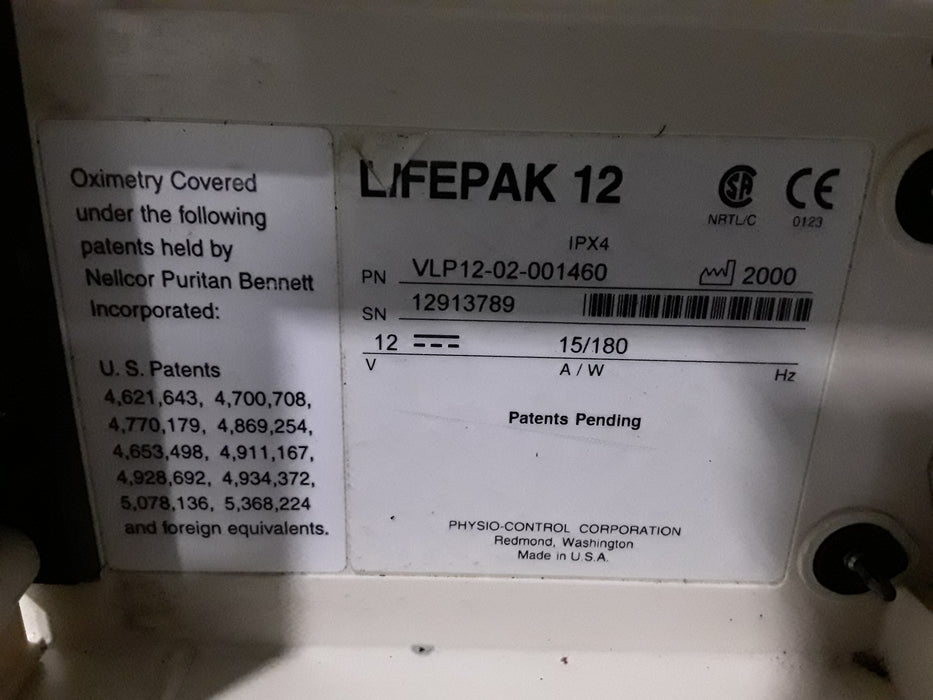 Oximetry Covered
under the following
patents held by
Nellcor Puritan Bennett
Incorporated:
U. S. Patents
4,621,643, 4,700,708,
4,770,179, 4,869,254,
4,653,498, 4,911,167,
4,928,692, 4,934,372,
5,078,136, 5,368,224
and foreign equivalents.
LIFEPAK 12
SA CE
NRTL/C 0123
IPX4
PN VLP12-02-001460 2000
SN 12913789
12 15/180
V A / W Hz
Patents Pending
PHYSIO-CONTROL CORPORATION
Redmond, Washington
Made in U.S.A.